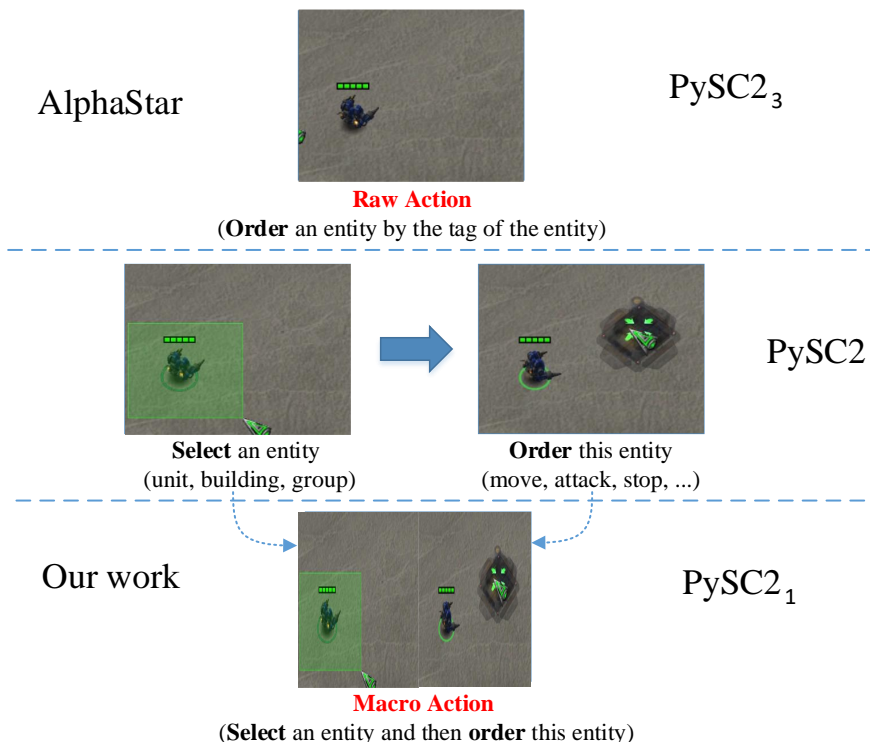 AlphaStar
PySC2₃
Raw Action
(Order an entity by the tag of the entity)
PySC2
Select an entity
(unit, building, group)
Order this entity
(move, attack, stop, ...)
Our work
PySC2₁
Macro Action
(Select an entity and then order this entity)